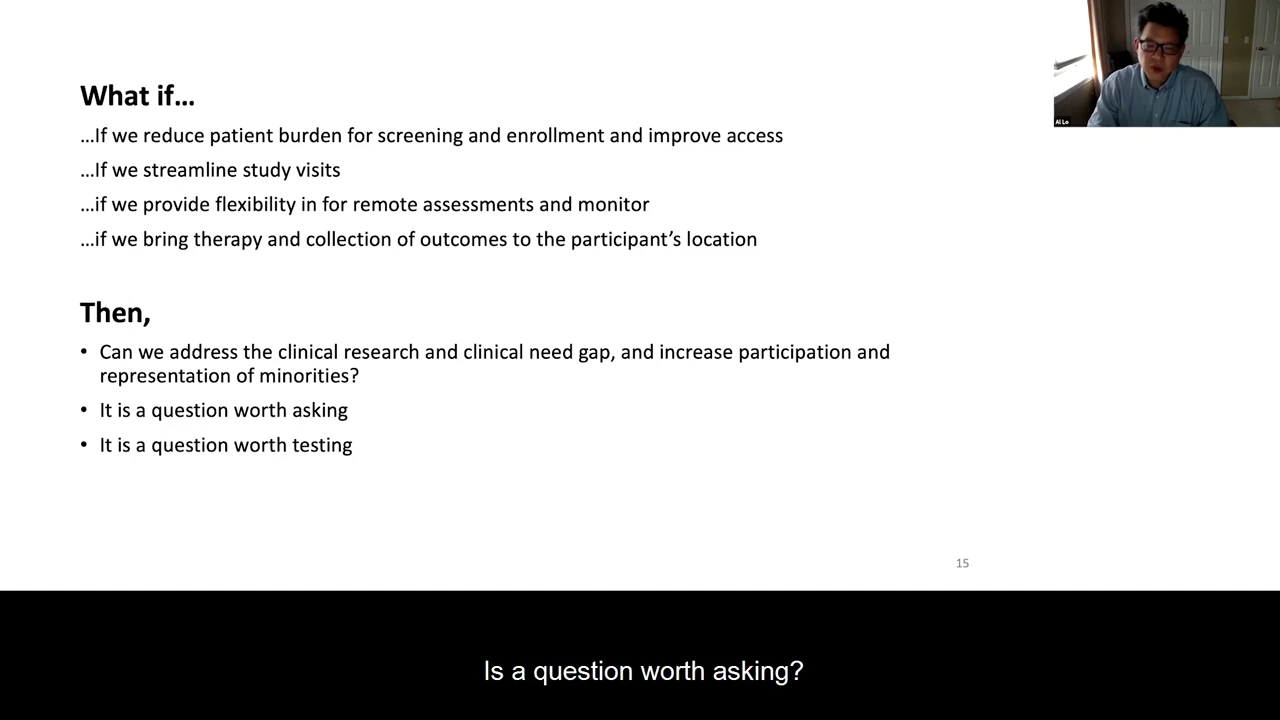 What if...
...If we reduce patient burden for screening and enrollment and improve access
...If we streamline study visits
...if we provide flexibility in for remote assessments and monitor
...if we bring therapy and collection of outcomes to the participant's location
Then,
• Can we address the clinical research and clinical need gap, and increase participation and
representation of minorities?
• It is a question worth asking
• It is a question worth testing
15
Al Lo
Is a question worth asking?